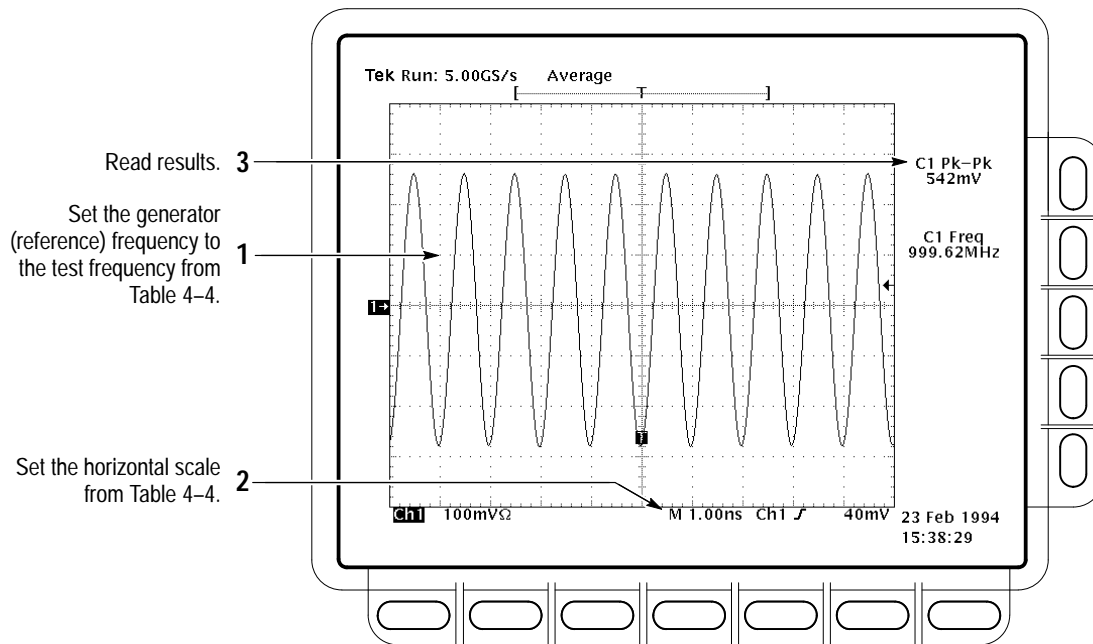 Tek Run: 5.00GS/s Average
[ T ]
Read results. 3
C1 Pk–Pk
542mV
Set the generator
(reference) frequency to
the test frequency from
Table 4–4.
1
C1 Freq
999.62MHz
1→
T
Set the horizontal scale
from Table 4–4.
2
Ch1 100mVΩ M 1.00ns Ch1 ∫ 40mV
23 Feb 1994
15:38:29